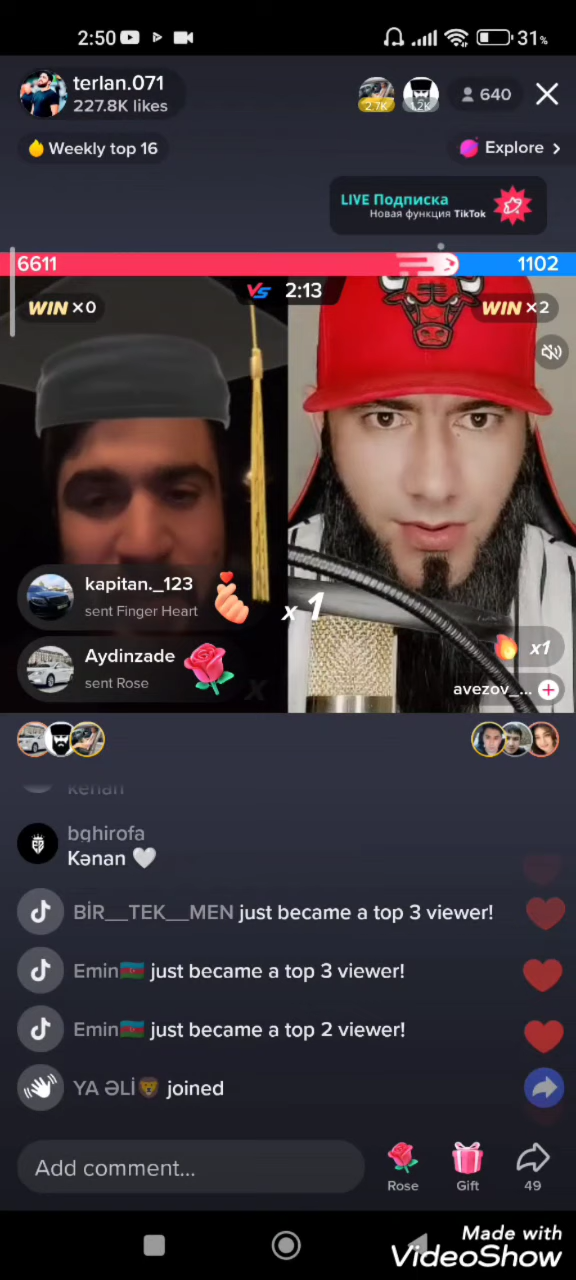 2:50
31%
terlan.071
227.8K likes
2.7K
1.2K
640
Weekly top 16
Explore >
LIVE Подписка
Новая функция TikTok
6611
1102
VS 2:13
WIN ×0
WIN ×2
kapitan._123
sent Finger Heart
x 1
Aydinzade
sent Rose
x1
avezov_...
kenan
bghirofa
Kənan
BİR__TEK__MEN just became a top 3 viewer!
Emin just became a top 3 viewer!
Emin just became a top 2 viewer!
YA ƏLİ joined
Add comment...
Rose
Gift
49
Made with
VideoShow